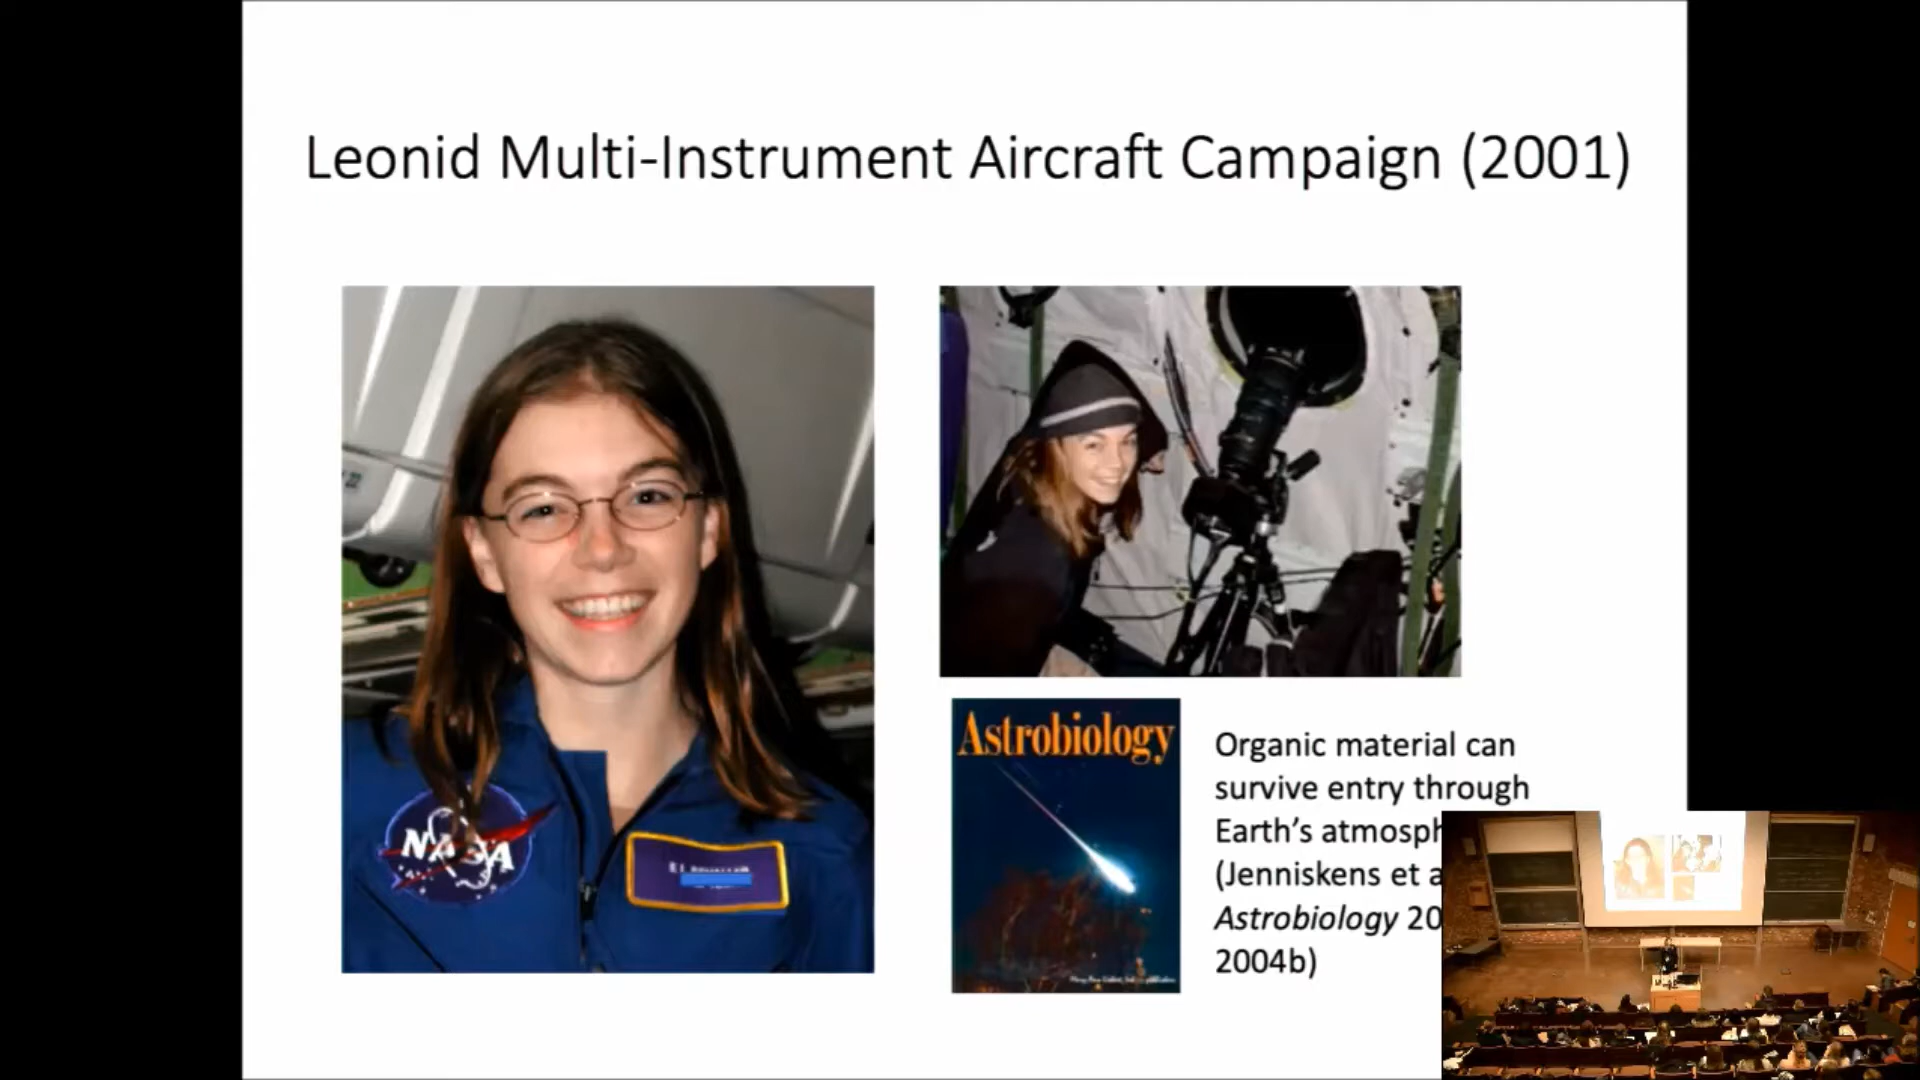 Leonid Multi-Instrument Aircraft Campaign (2001)
NASA
Astrobiology
Organic material can
survive entry through
Earth's atmosph
(Jenniskens et a
Astrobiology 20
2004b)